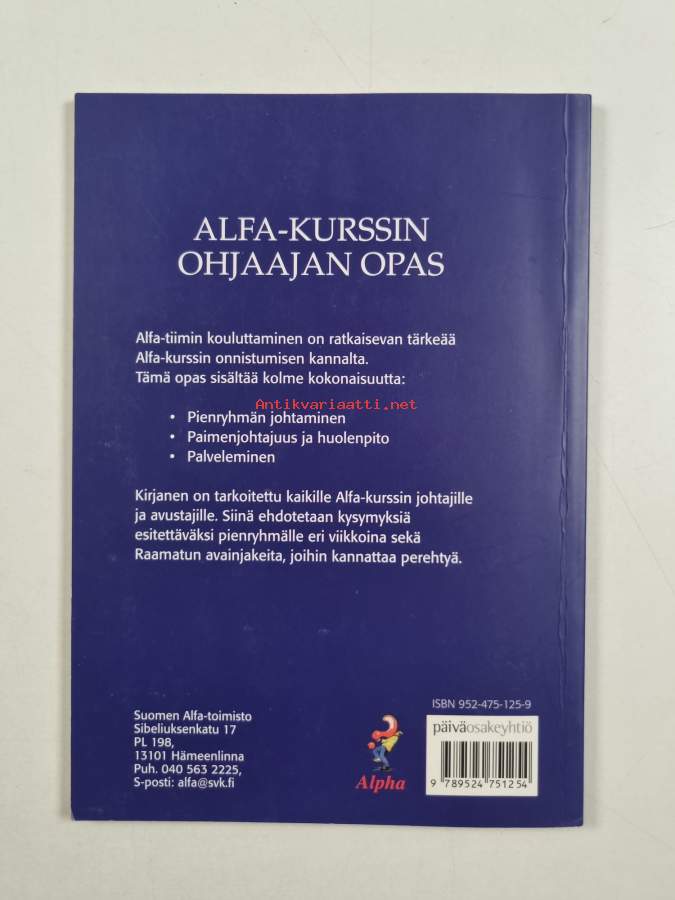 ALFA-KURSSIN
OHJAAJAN OPAS
Alfa-tiimin kouluttaminen on ratkaisevan tärkeää
Alfa-kurssin onnistumisen kannalta.
Tämä opas sisältää kolme kokonaisuutta:
Antikvariaatti.net
• Pienryhmän johtaminen
• Paimenjohtajuus ja huolenpito
• Palveleminen
Kirjanen on tarkoitettu kaikille Alfa-kurssin johtajille
ja avustajille. Siinä ehdotetaan kysymyksiä
esitettäväksi pienryhmälle eri viikkoina sekä
Raamatun avainjakeita, joihin kannattaa perehtyä.
Suomen Alfa-toimisto
Sibeliuksenkatu 17
PL 198,
13101 Hämeenlinna
Puh. 040 563 2225,
S-posti: alfa@svk.fi
Alpha
ISBN 952-475-125-9
päiväosakeyhtiö
9 789524 751254